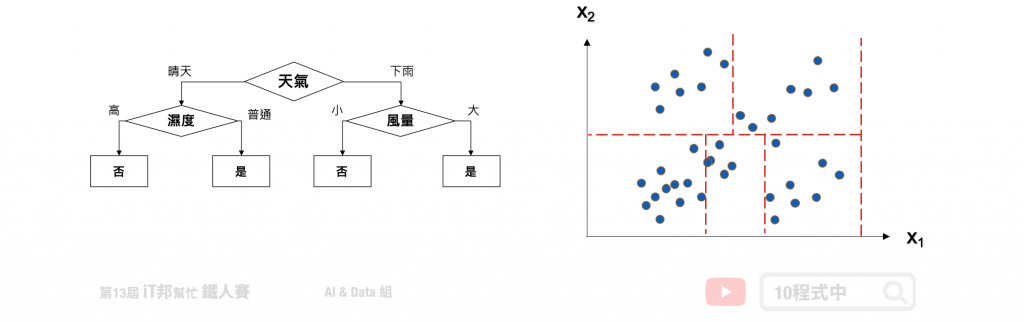 天氣
晴天
下雨
濕度
高
普通
風量
小
大
否
是
否
是
X2
X1
第13屆 iT邦幫忙 鐵人賽
AI & Data 組
10程式中